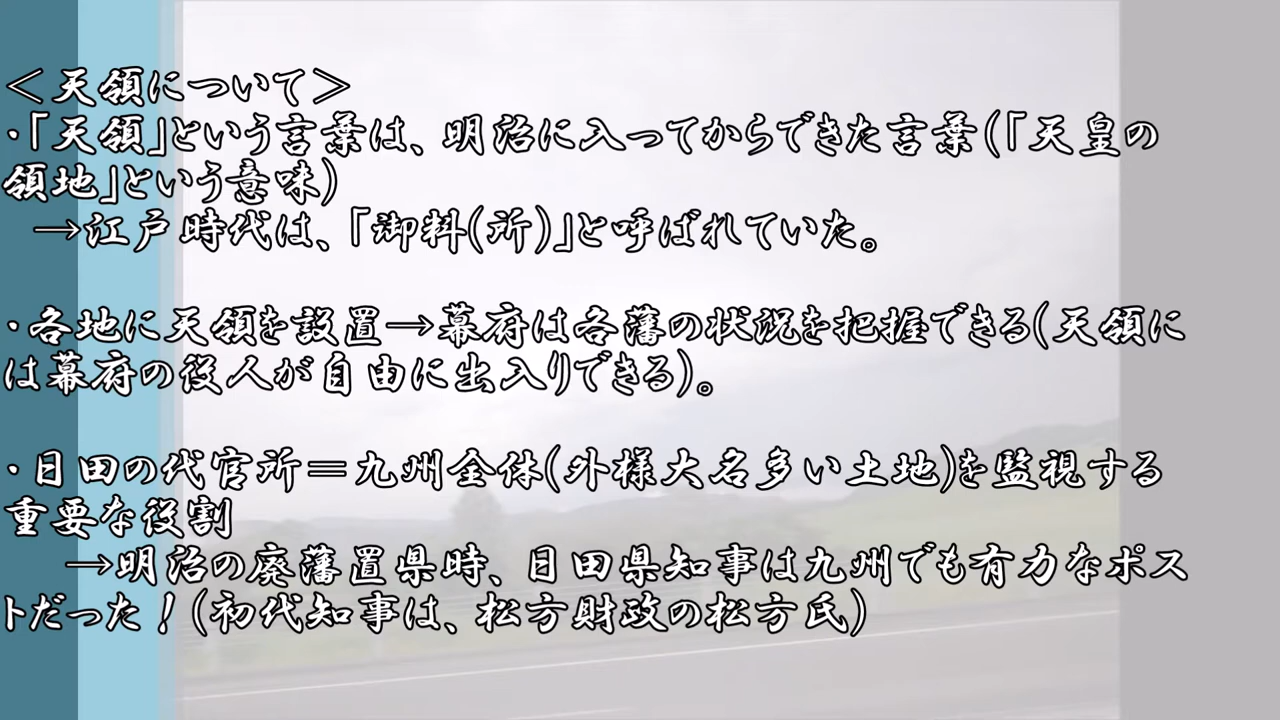 ＜天領について＞
・「天領」という言葉は、明治に入ってからできた言葉(「天皇の
領地」という意味)
→江戸時代は、「御料(所)」と呼ばれていた。
・各地に天領を設置→幕府は各藩の状況を把握できる(天領に
は幕府の役人が自由に出入りできる)。
・日田の代官所＝九州全体(外様大名多い土地)を監視する
重要な役割
→明治の廃藩置県時、日田県知事は九州でも有力なポス
トだった！(初代知事は、松方財政の松方氏)